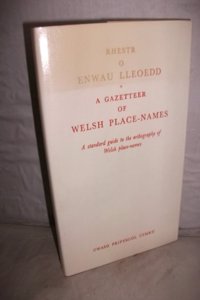 RHESTR
O
ENWAU LLEOEDD
A GAZETTEER
OF
WELSH PLACE-NAMES
A standard guide to the orthography of
Welsh place-names
GWASG PRIFYSGOL CYMRU